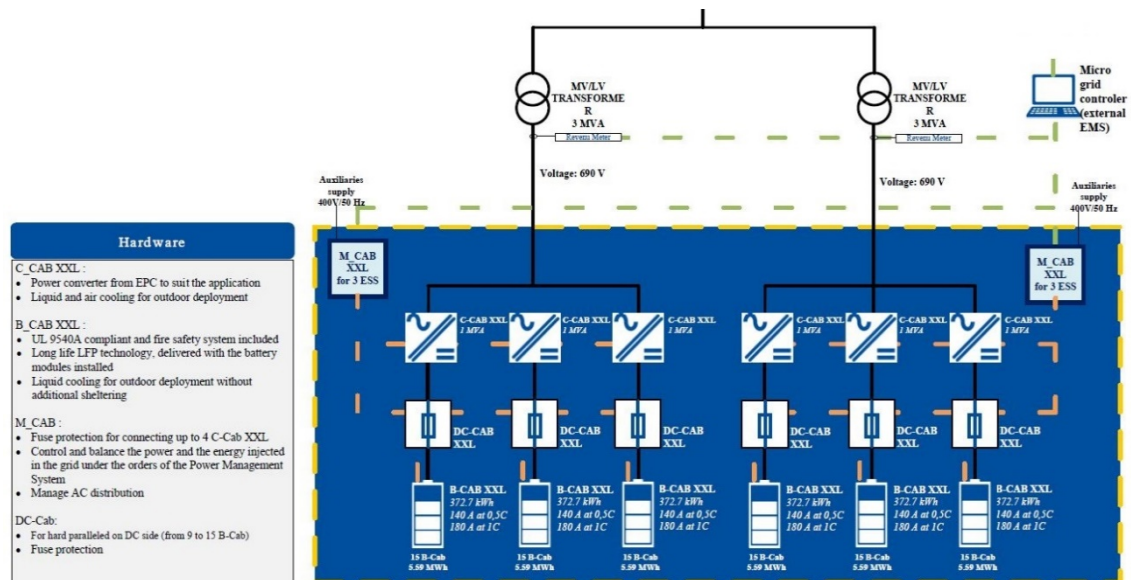 MV/LV
TRANSFORME
R
3 MVA
MV/LV
TRANSFORME
R
3 MVA
Micro
grid
controler
(external
EMS)
Voltage: 690 V
Voltage: 690 V
Auxiliaries
supply
400V/50 Hz
Auxiliaries
supply
400V/50 Hz
Hardware
C_CAB XXL :
• Power converter from EPC to suit the application
• Liquid and air cooling for outdoor deployment
B_CAB XXL :
• UL 9540A compliant and fire safety system included
• Long life LFP technology, delivered with the battery
modules installed
• Liquid cooling for outdoor deployment without
additional sheltering
M_CAB :
• Fuse protection for connecting up to 4 C-Cab XXL
• Control and balance the power and the energy injected
in the grid under the orders of the Power Management
System
• Manage AC distribution
DC-Cab:
• For hard paralleled on DC side (from 9 to 15 B-Cab)
• Fuse protection
M_CAB
XXL
for 3 ESS
M_CAB
XXL
for 3 ESS
C-CAB XXL
1 MVA
C-CAB XXL
1 MVA
C-CAB XXL
1 MVA
C-CAB XXL
1 MVA
C-CAB XXL
1 MVA
C-CAB XXL
1 MVA
DC-CAB
XXL
DC-CAB
XXL
DC-CAB
XXL
DC-CAB
XXL
DC-CAB
XXL
DC-CAB
XXL
B-CAB XXL
372.7 kWh
140 A at 0,5C
180 A at 1C
B-CAB XXL
372.7 kWh
140 A at 0,5C
180 A at 1C
B-CAB XXL
372.7 kWh
140 A at 0,5C
180 A at 1C
B-CAB XXL
372.7 kWh
140 A at 0,5C
180 A at 1C
B-CAB XXL
372.7 kWh
140 A at 0,5C
180 A at 1C
B-CAB XXL
372.7 kWh
140 A at 0,5C
180 A at 1C
15 B-Cab
5.59 MWh
15 B-Cab
5.59 MWh
15 B-Cab
5.59 MWh
15 B-Cab
5.59 MWh
15 B-Cab
5.59 MWh
15 B-Cab
5.59 MWh